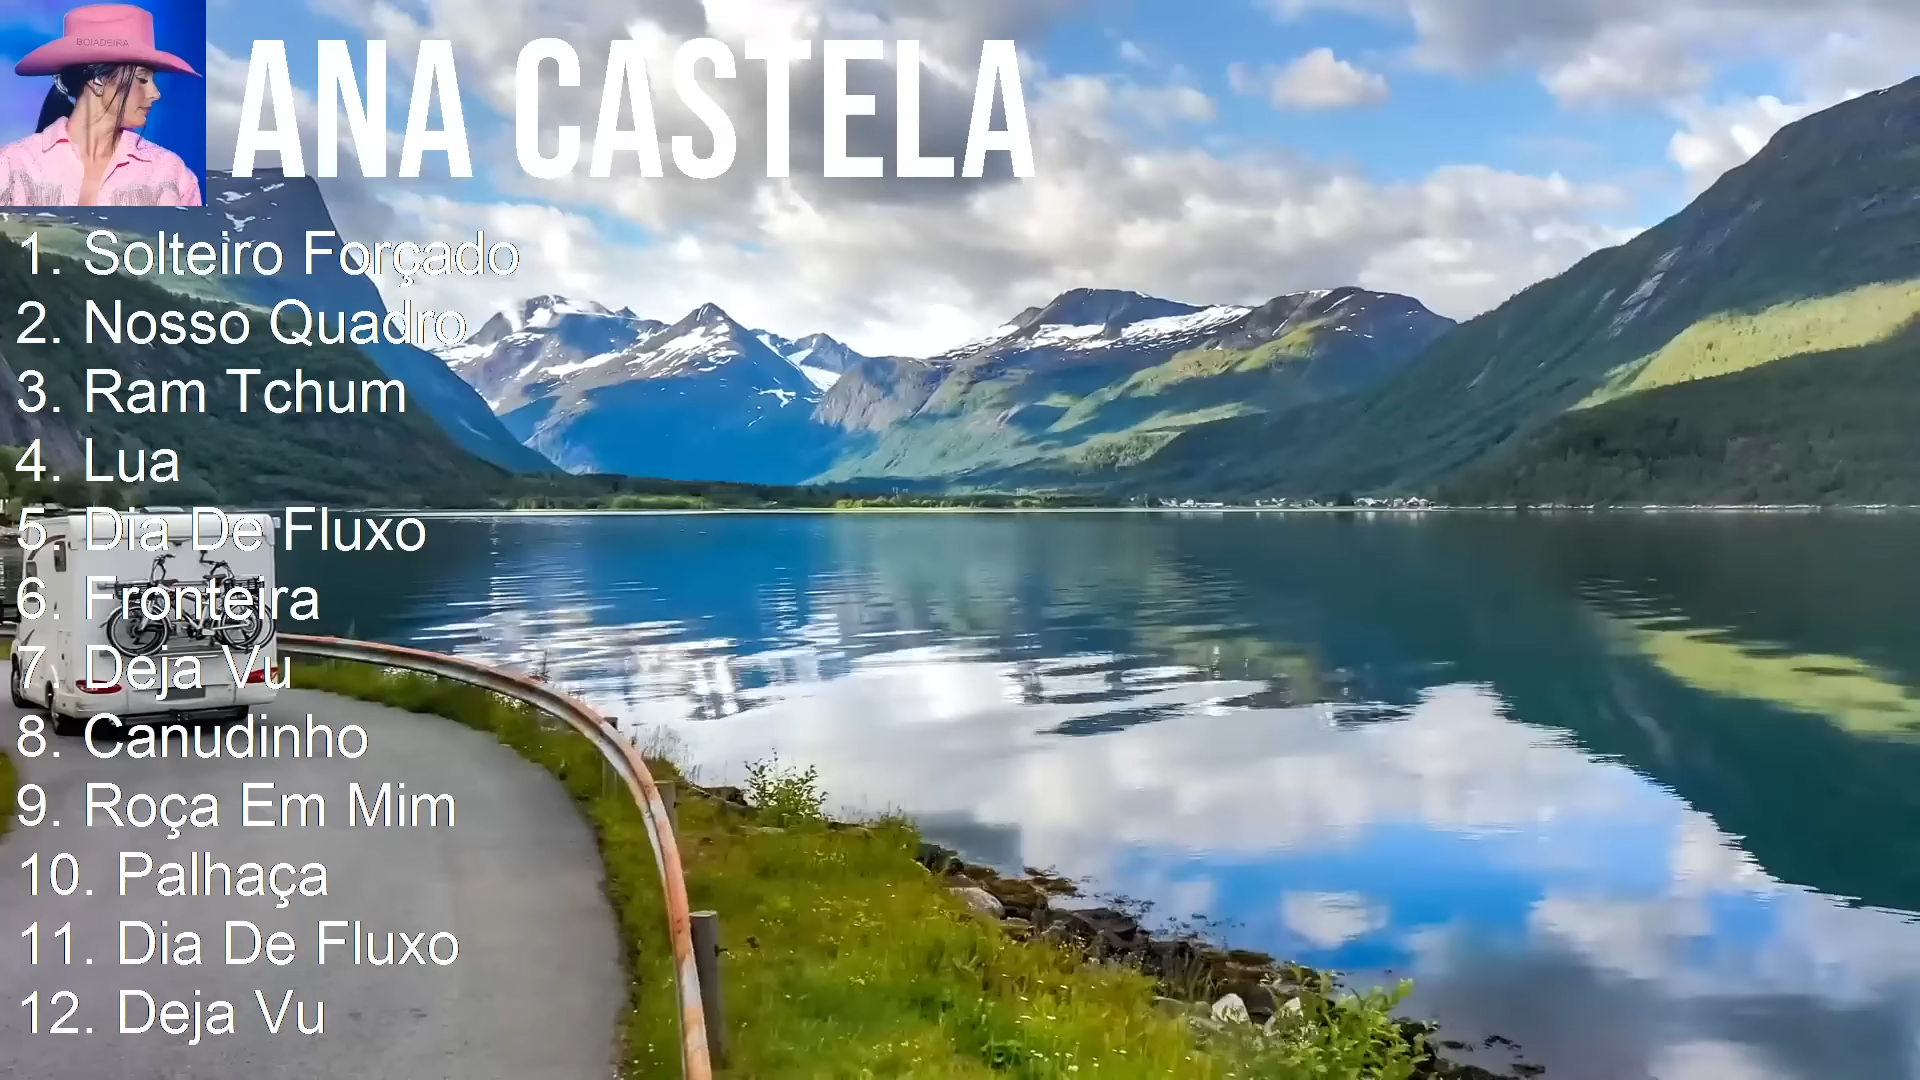 BOIADEIRA
ANA CASTELA
1. Solteiro Forçado
2. Nosso Quadro
3. Ram Tchum
4. Lua
5. Dia De Fluxo
6. Fronteira
7. Deja Vu
8. Canudinho
9. Roça Em Mim
10. Palhaça
11. Dia De Fluxo
12. Deja Vu